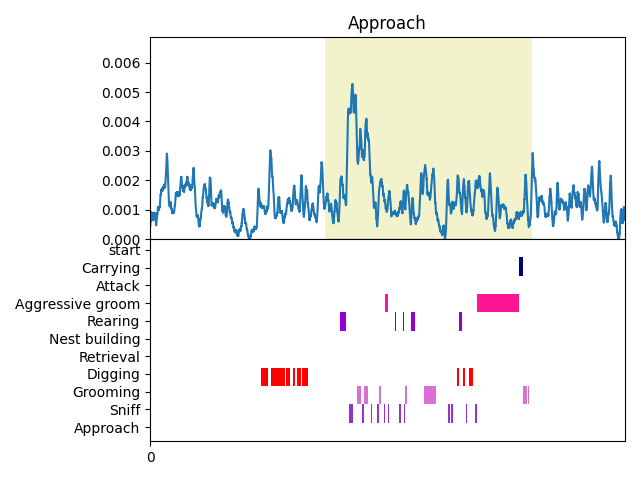 Approach
0.006
0.005
0.004
0.003
0.002
0.001
0.000
start
Carrying
Attack
Aggressive groom
Rearing
Nest building
Retrieval
Digging
Grooming
Sniff
Approach
0